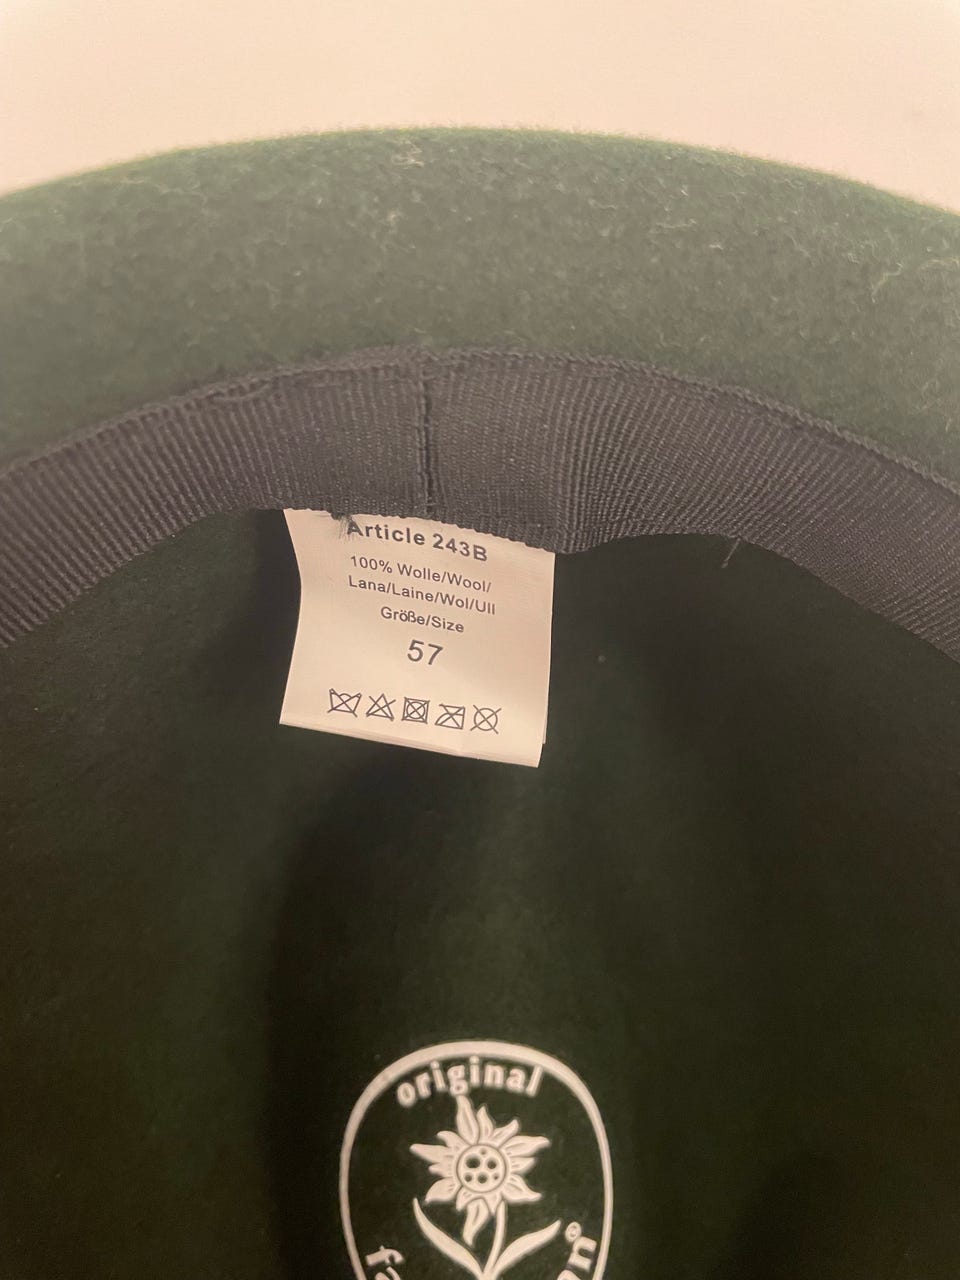 Article 243B
100% Wolle/Wool/
Lana/Laine/Wol/Ull
Größe/Size
57
original